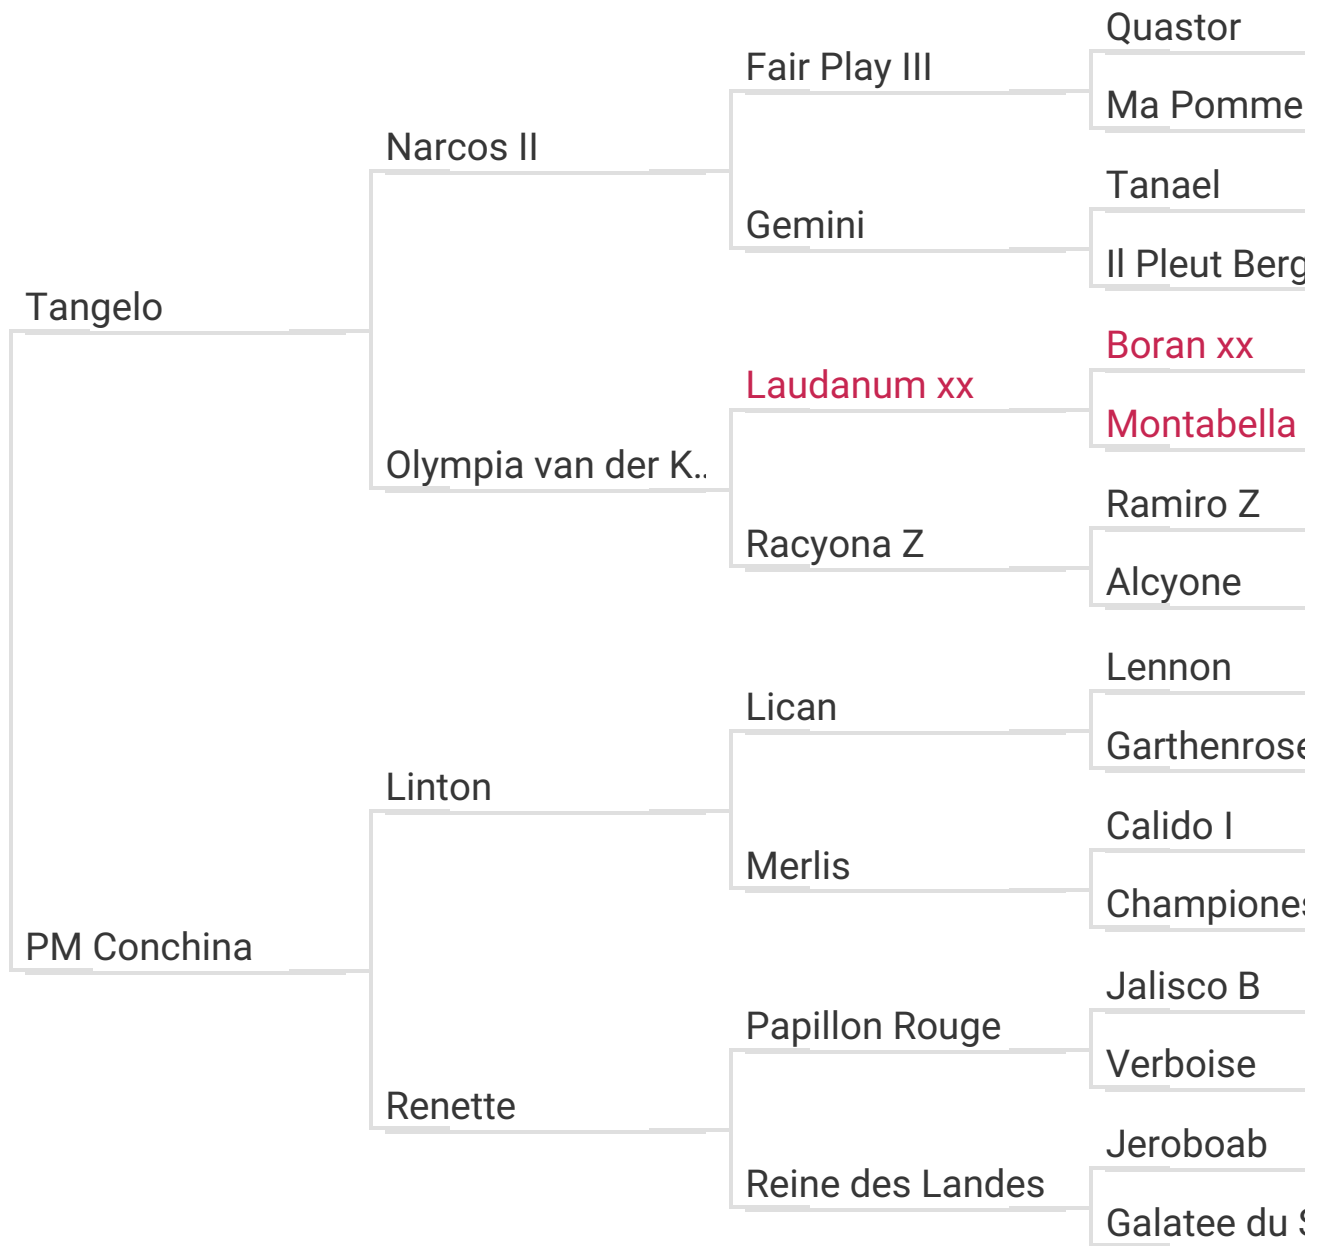 Quastor
Fair Play III
Ma Pomme
Narcos II
Tanael
Gemini
Il Pleut Berg
Tangelo
Boran xx
Laudanum xx
Montabella
Olympia van der K..
Ramiro Z
Racyona Z
Alcyone
Lennon
Lican
Garthenrose
Linton
Calido I
Merlis
Championes
PM Conchina
Jalisco B
Papillon Rouge
Verboise
Renette
Jeroboab
Reine des Landes
Galatee du S